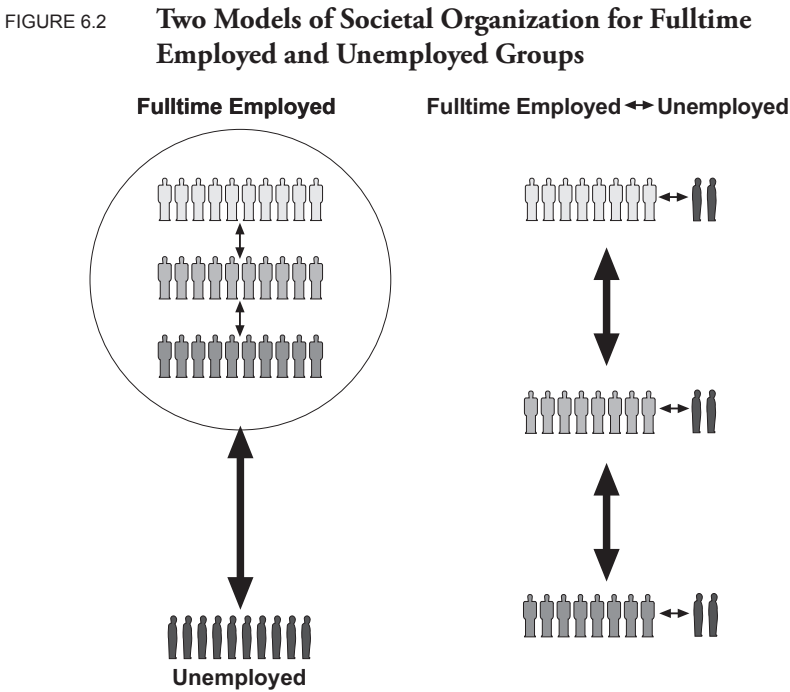 FIGURE 6.2
Two Models of Societal Organization for Fulltime
Employed and Unemployed Groups
Fulltime Employed
Fulltime Employed ↔ Unemployed
Unemployed